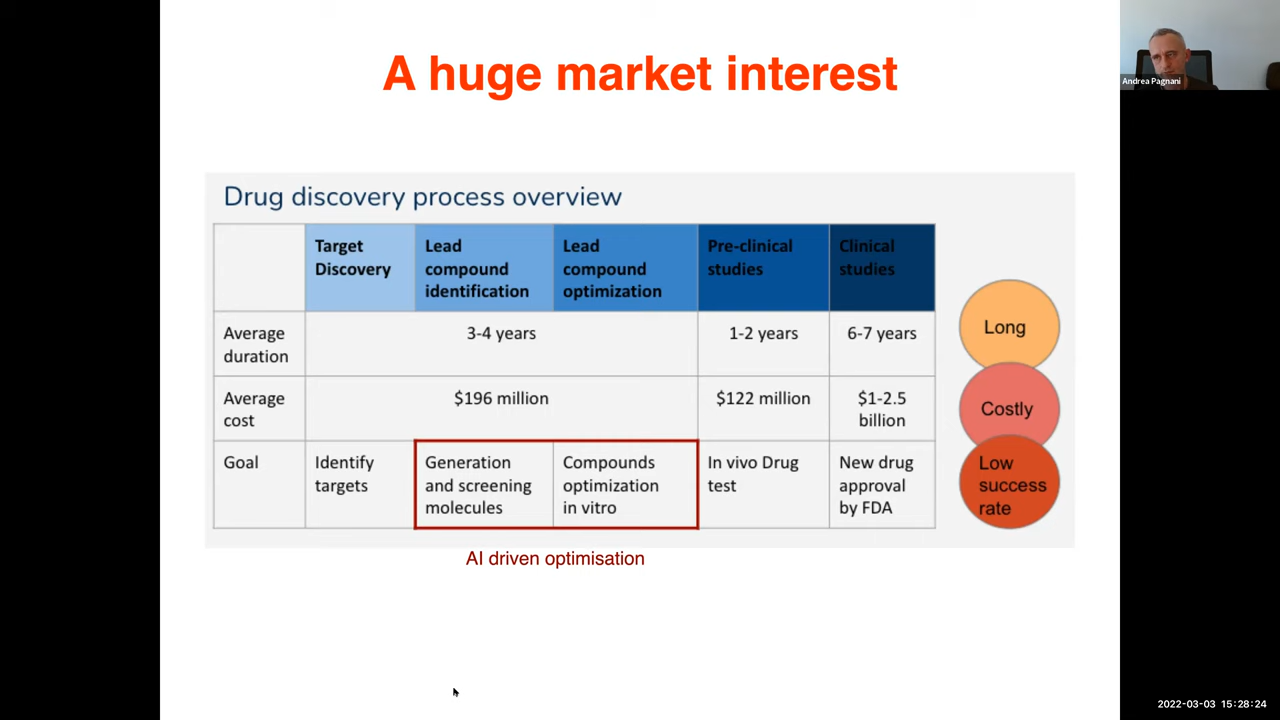 A huge market interest
Andrea Pagnani
Drug discovery process overview
Target Discovery
Lead compound identification
Lead compound optimization
Pre-clinical studies
Clinical studies
Average duration
3-4 years
1-2 years
6-7 years
Average cost
$196 million
$122 million
$1-2.5 billion
Goal
Identify targets
Generation and screening molecules
Compounds optimization in vitro
In vivo Drug test
New drug approval by FDA
Long
Costly
Low success rate
AI driven optimisation
2022-03-03 15:28:24